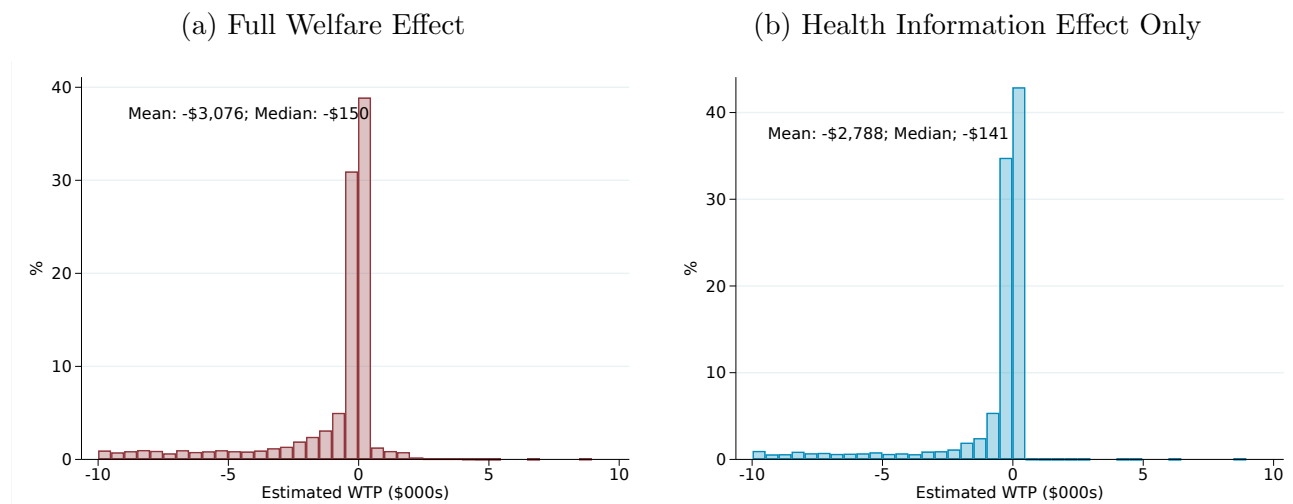 (a) Full Welfare Effect
Mean: -$3,076; Median: -$150
%
40
30
20
10
0
-10 -5 0 5 10
Estimated WTP ($000s)
(b) Health Information Effect Only
Mean: -$2,788; Median; -$141
%
40
30
20
10
0
-10 -5 0 5 10
Estimated WTP ($000s)